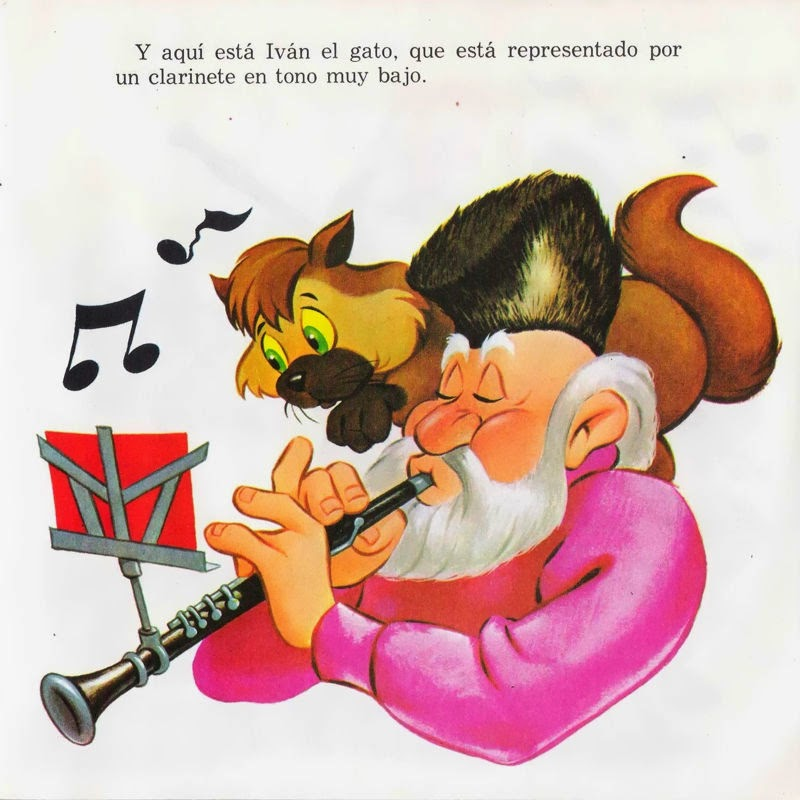 Y aquí está Iván el gato, que está representado por
un clarinete en tono muy bajo.